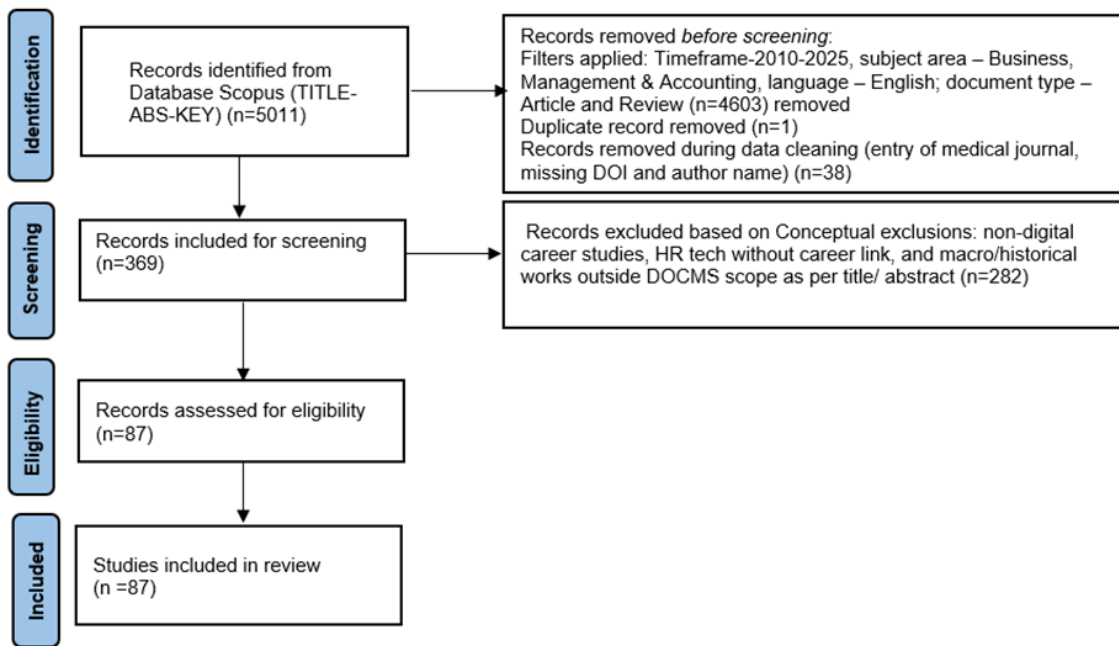 Identification
Records identified from
Database Scopus (TITLE-
ABS-KEY) (n=5011)
Records removed before screening:
Filters applied: Timeframe-2010-2025, subject area – Business,
Management & Accounting, language – English; document type –
Article and Review (n=4603) removed
Duplicate record removed (n=1)
Records removed during data cleaning (entry of medical journal,
missing DOI and author name) (n=38)
Screening
Records included for screening
(n=369)
Records excluded based on Conceptual exclusions: non-digital
career studies, HR tech without career link, and macro/historical
works outside DOCMS scope as per title/ abstract (n=282)
Eligibility
Records assessed for eligibility
(n=87)
Included
Studies included in review
(n =87)